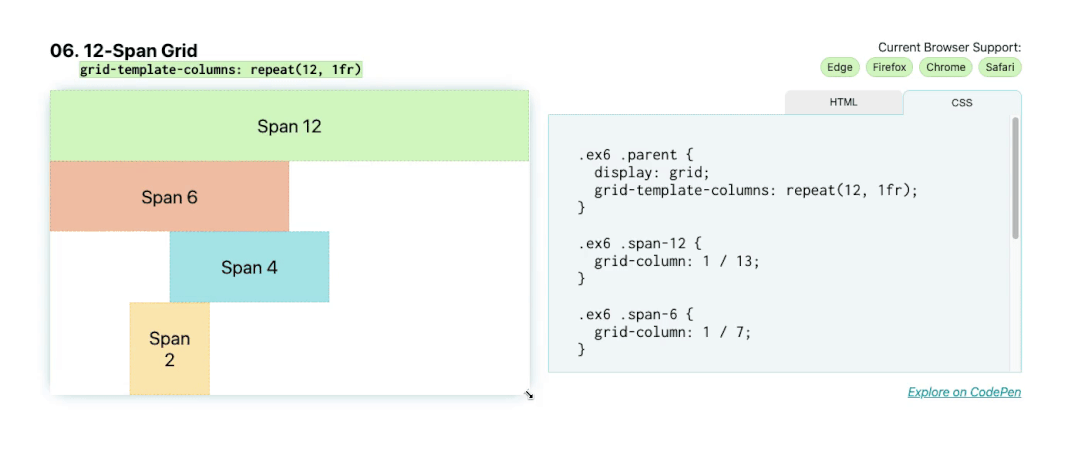 06. 12-Span Grid
grid-template-columns: repeat(12, 1fr)
Span 12
Span 6
Span 4
Span
2
Current Browser Support:
Edge Firefox Chrome Safari
HTML CSS
.ex6 .parent {
  display: grid;
  grid-template-columns: repeat(12, 1fr);
}
.ex6 .span-12 {
  grid-column: 1 / 13;
}
.ex6 .span-6 {
  grid-column: 1 / 7;
}
Explore on CodePen